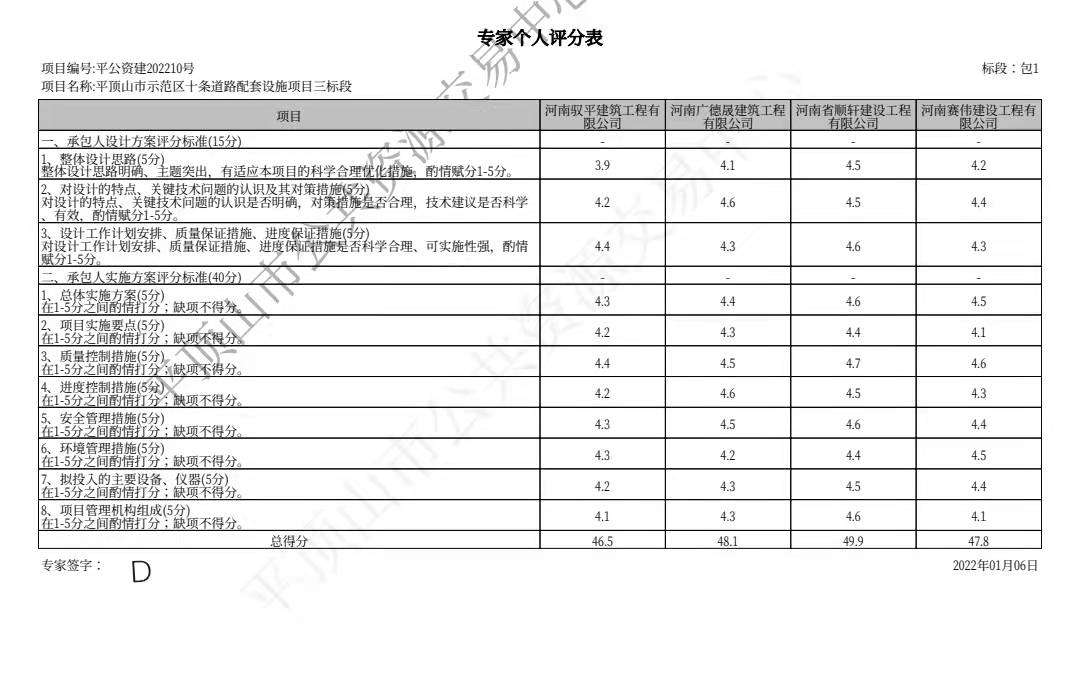 专家个人评分表
项目编号:平公资建202210号 标段：包1
项目名称:平顶山市示范区十条道路配套设施项目三标段
项目 河南驭平建筑工程有限公司 河南广德晟建筑工程有限公司 河南省顺轩建设工程有限公司 河南赛伟建设工程有限公司
一、承包人设计方案评分标准(15分) - - - -
1、整体设计思路(5分)
整体设计思路明确、主题突出，有适应本项目的科学合理优化措施，酌情赋分1-5分。 3.9 4.1 4.5 4.2
2、对设计的特点、关键技术问题的认识及其对策措施(5分)
对设计的特点、关键技术问题的认识是否明确，对策措施是否合理，技术建议是否科学
、有效，酌情赋分1-5分。 4.2 4.6 4.5 4.4
3、设计工作计划安排、质量保证措施、进度保证措施(5分)
对设计工作计划安排、质量保证措施、进度保证措施是否科学合理、可实施性强，酌情
赋分1-5分。 4.4 4.3 4.6 4.3
二、承包人实施方案评分标准(40分) - - - -
1、总体实施方案(5分)
在1-5分之间酌情打分；缺项不得分。 4.3 4.4 4.6 4.5
2、项目实施要点(5分)
在1-5分之间酌情打分；缺项不得分。 4.2 4.3 4.4 4.1
3、质量控制措施(5分)
在1-5分之间酌情打分；缺项不得分。 4.4 4.5 4.7 4.6
4、进度控制措施(5分)
在1-5分之间酌情打分；缺项不得分。 4.2 4.6 4.5 4.3
5、安全管理措施(5分)
在1-5分之间酌情打分；缺项不得分。 4.3 4.5 4.6 4.4
6、环境管理措施(5分)
在1-5分之间酌情打分；缺项不得分。 4.3 4.2 4.4 4.5
7、拟投入的主要设备、仪器(5分)
在1-5分之间酌情打分；缺项不得分。 4.2 4.3 4.5 4.4
8、项目管理机构组成(5分)
在1-5分之间酌情打分；缺项不得分。 4.1 4.3 4.6 4.1
总得分 46.5 48.1 49.9 47.8
专家签字： D 2022年01月06日
平顶山市公共资源交易中心
平顶山市公共资源交易中心